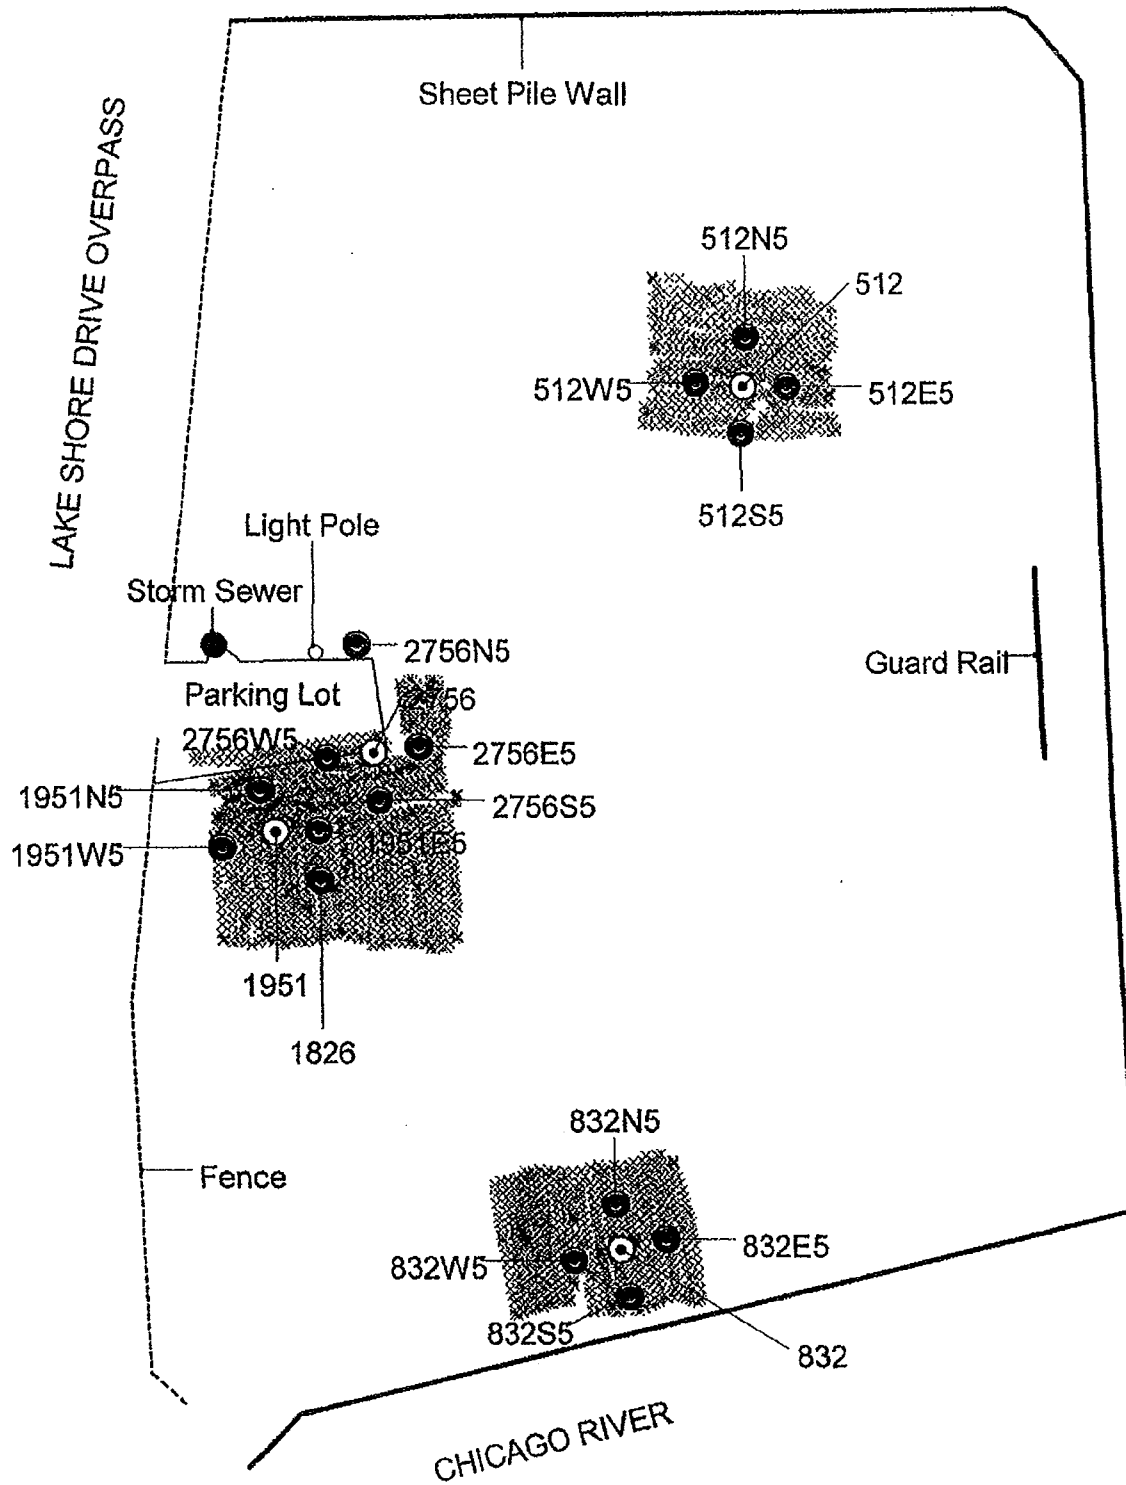 Sheet Pile Wall
LAKE SHORE DRIVE OVERPASS
512N5
512
512W5
512E5
512S5
Light Pole
Storm Sewer
2756N5
Guard Rail
Parking Lot
2756
2756W5
2756E5
1951N5
2756S5
1951W5
1951E5
1951
1826
832N5
Fence
832W5
832E5
832S5
832
CHICAGO RIVER